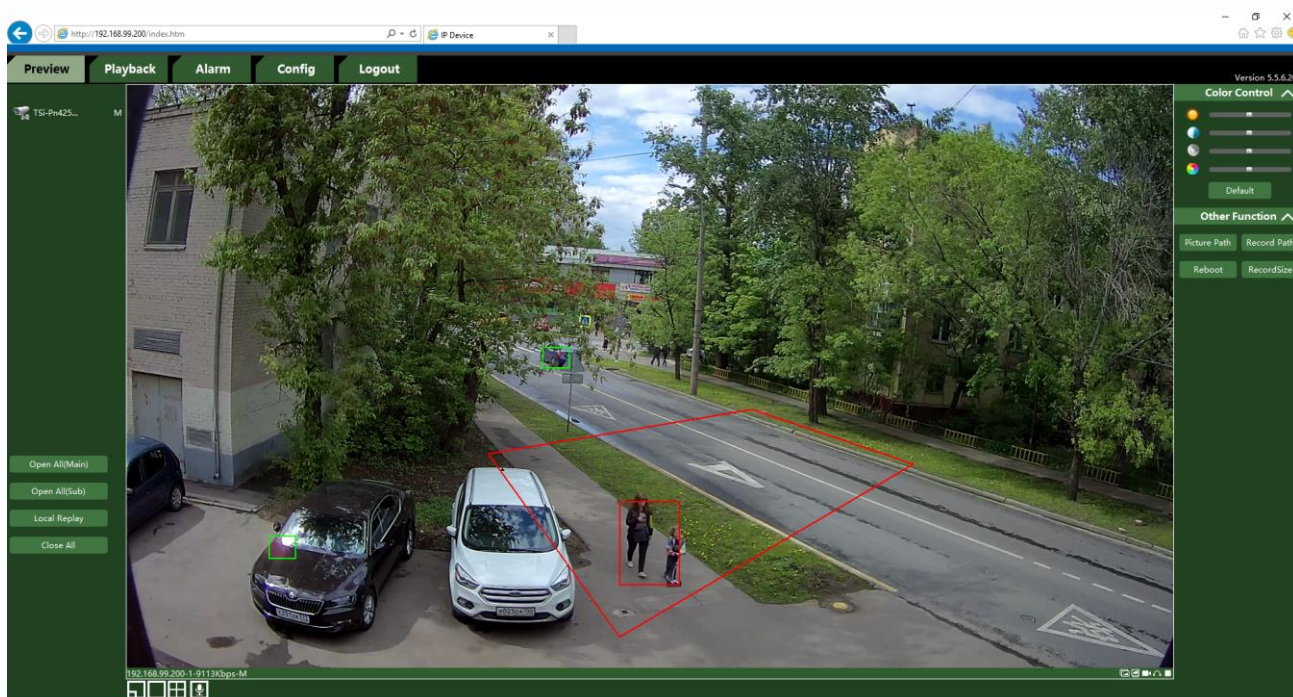 http://192.168.99.200/index.htm
IP Device
Preview
Playback
Alarm
Config
Logout
Version 5.5.6.20
TSi-Pn425...
M
Color Control
Default
Other Function
Picture Path
Record Path
Reboot
RecordSize
Open All(Main)
Open All(Sub)
Local Replay
Close All
192.168.99.200-1-9113Kbps-M